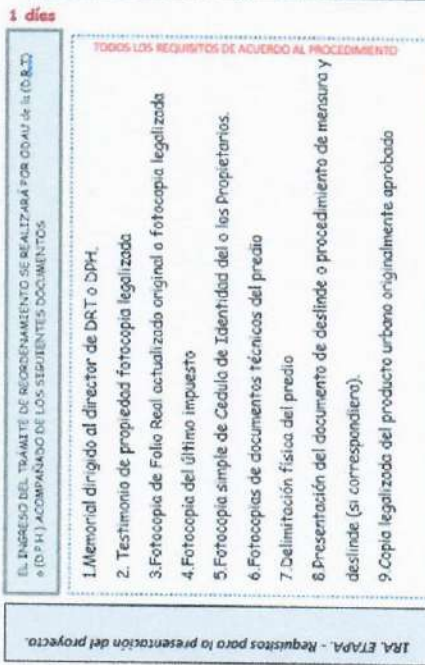 1 días
EL INGRESO DEL TRÁMITE DE REORDENAMIENTO SE REALIZARÁ POR ODAU de la (D.R.T)
o (D.P.H) ACOMPAÑADO DE LOS SIGUIENTES DOCUMENTOS
TODOS LOS REQUISITOS DE ACUERDO AL PROCEDIMIENTO
1.Memorial dirigido al director de DRT o DPH.
2. Testimonio de propiedad fotocopia legalizada
3.Fotocopia de Folio Real actualizado original o fotocopia legalizada
4.Fotocopia del último impuesto
5.Fotocopia simple de Cedula de Identidad del o los Propietarios.
6.Fotocopias de documentos técnicos del predio
7.Delimitación física del predio
8.Presentación del documento de deslinde o procedimiento de mensura y
deslinde (si correspondiera).
9.Copia legalizada del producto urbano originalmente aprobado
1RA. ETAPA. - Requisitos para la presentación del proyecto.